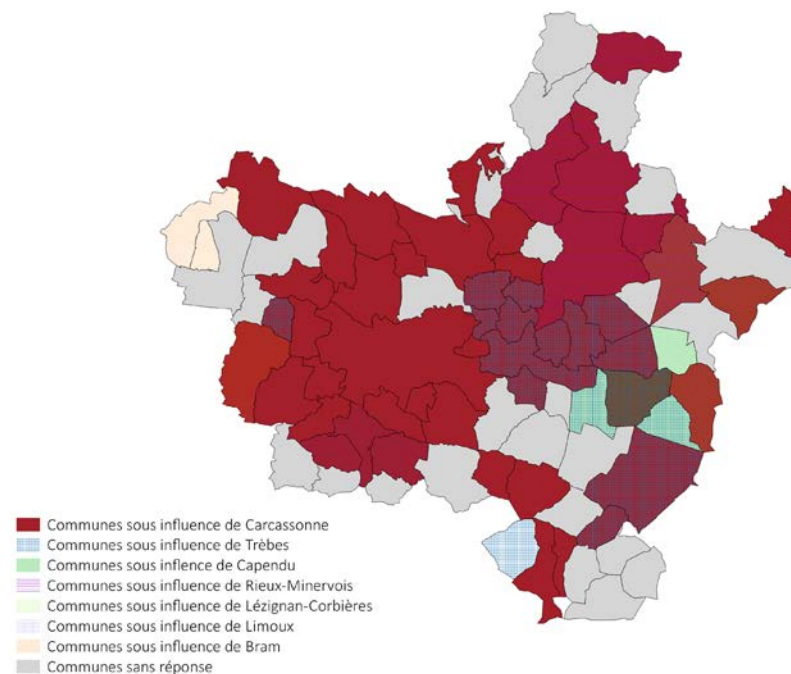 Communes sous influence de Carcassonne
Communes sous influence de Trèbes
Communes sous inflence de Capendu
Communes sous influence de Rieux-Minervois
Communes sous influence de Lézignan-Corbières
Communes sous influence de Limoux
Communes sous influence de Bram
Communes sans réponse